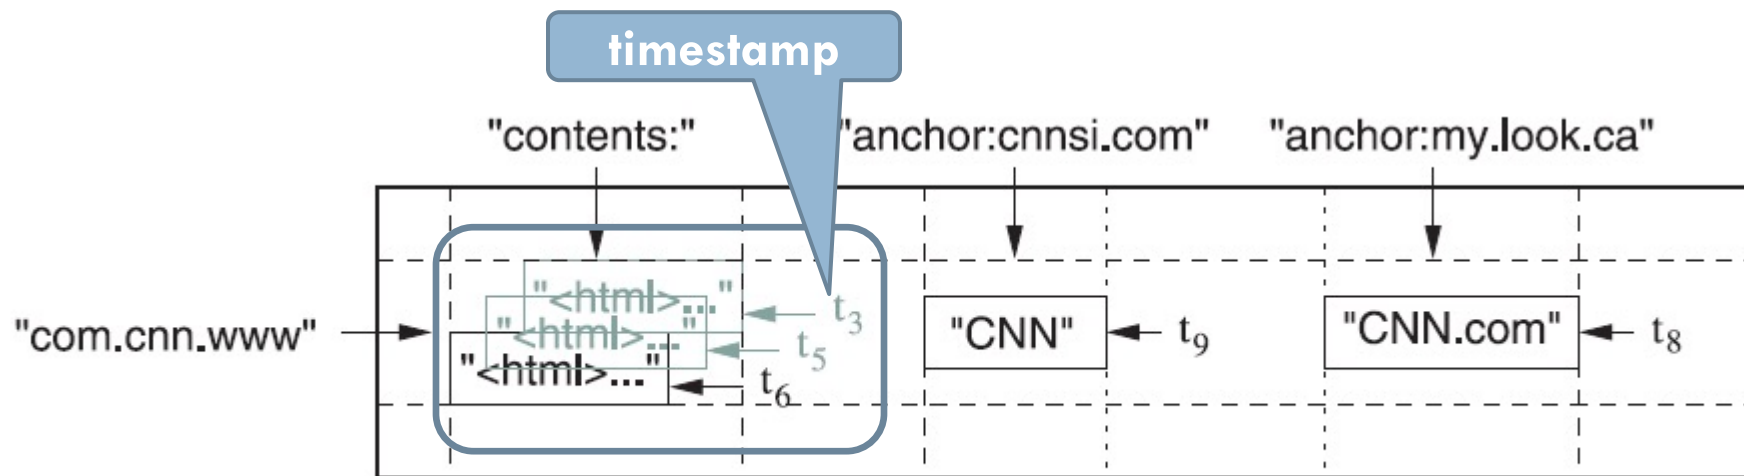 timestamp
"contents:" "anchor:cnnsi.com" "anchor:my.look.ca"
"<html>..." t3
"com.cnn.www" "<html>..." t5 "CNN" t9 "CNN.com" t8
"<html>..." t6